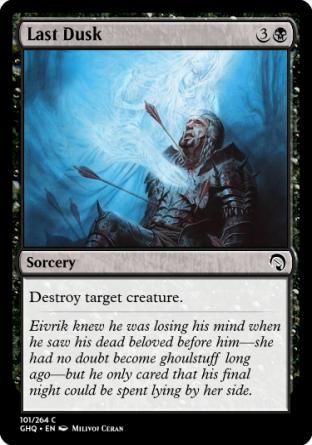 Last Dusk 3
Sorcery
Destroy target creature.
Eivrik knew he was losing his mind when
he saw his dead beloved before him—she
had no doubt become ghoulstuff long
ago—but he only cared that his final
night could be spent lying by her side.
101/264 C
GHQ • EN Milivoj Ceran